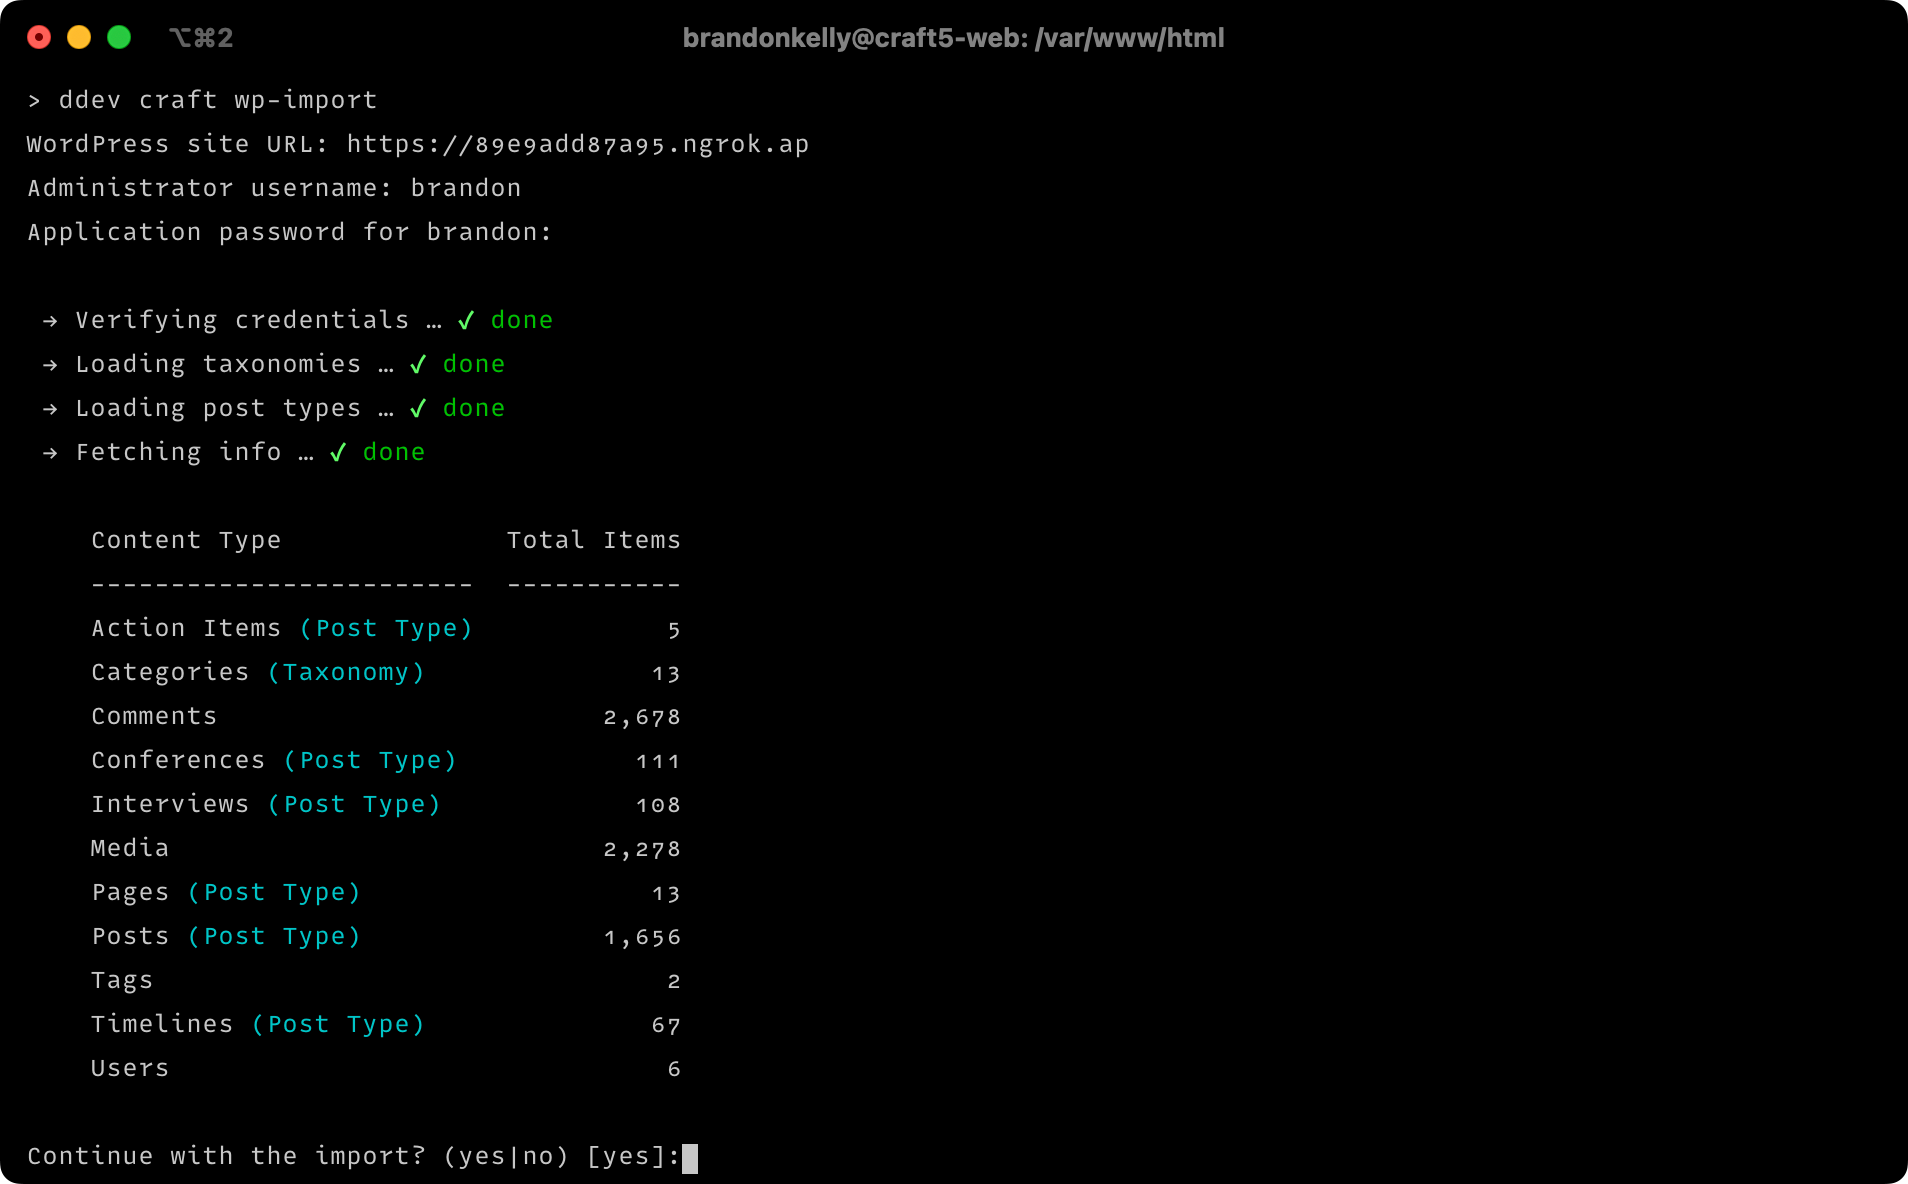 ⌥⌘2
brandonkelly@craft5-web: /var/www/html
> ddev craft wp-import
WordPress site URL: https://89e9add87a95.ngrok.ap
Administrator username: brandon
Application password for brandon:
→ Verifying credentials … ✓ done
→ Loading taxonomies … ✓ done
→ Loading post types … ✓ done
→ Fetching info … ✓ done
Content Type Total Items
------------------------ -----------
Action Items (Post Type) 5
Categories (Taxonomy) 13
Comments 2,678
Conferences (Post Type) 111
Interviews (Post Type) 108
Media 2,278
Pages (Post Type) 13
Posts (Post Type) 1,656
Tags 2
Timelines (Post Type) 67
Users 6
Continue with the import? (yes|no) [yes]: